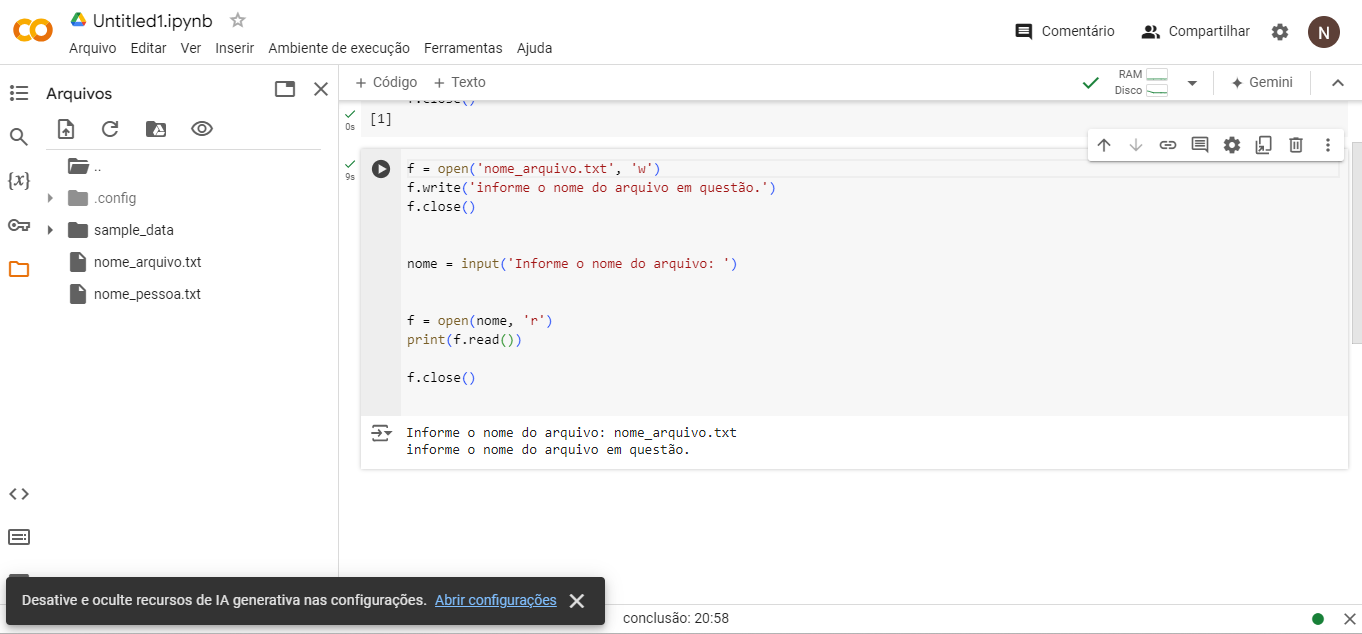 Untitled1.ipynb
Arquivo Editar Ver Inserir Ambiente de execução Ferramentas Ajuda
Comentário
Compartilhar
N
Arquivos
..
.config
sample_data
nome_arquivo.txt
nome_pessoa.txt
{x}
+ Código + Texto
RAM
Disco
Gemini
f.close()
0s
[1]
9s
f = open('nome_arquivo.txt', 'w')
f.write('informe o nome do arquivo em questão.')
f.close()
nome = input('Informe o nome do arquivo: ')
f = open(nome, 'r')
print(f.read())
f.close()
Informe o nome do arquivo: nome_arquivo.txt
informe o nome do arquivo em questão.
Desative e oculte recursos de IA generativa nas configurações. Abrir configurações
conclusão: 20:58